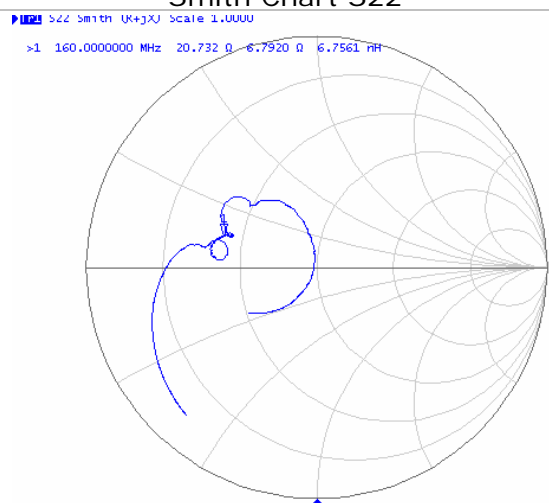 Smith Chart S22
Tr1 S22 Smith (R+jX) Scale 1.0000
>1 160.0000000 MHz 20.732 Ω 6.7920 Ω 6.7561 nH